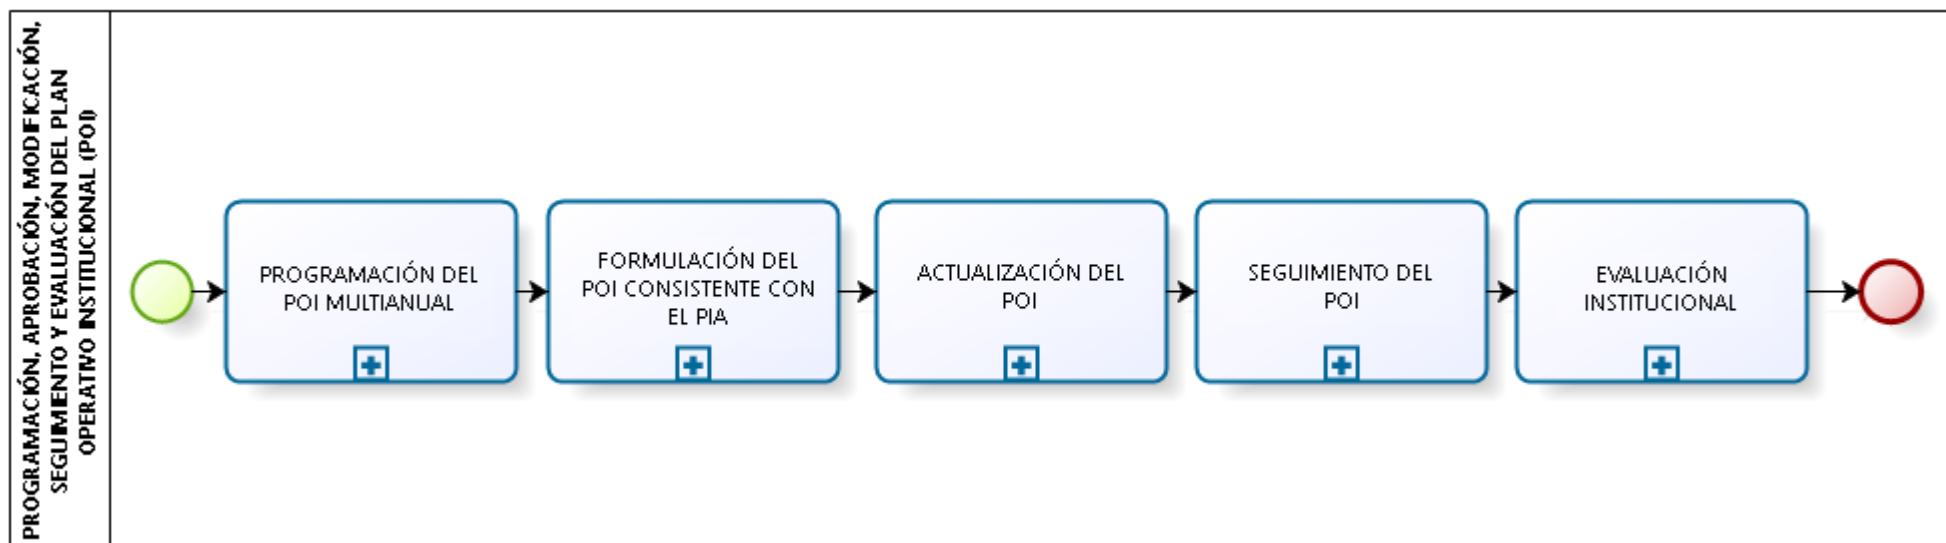 PROGRAMACIÓN, APROBACIÓN, MODIFICACIÓN,
SEGUIMIENTO Y EVALUACIÓN DEL PLAN
OPERATIVO INSTITUCIONAL (POI)
PROGRAMACIÓN DEL
POI MULTIANUAL
FORMULACIÓN DEL
POI CONSISTENTE CON
EL PIA
ACTUALIZACIÓN DEL
POI
SEGUIMIENTO DEL
POI
EVALUACIÓN
INSTITUCIONAL